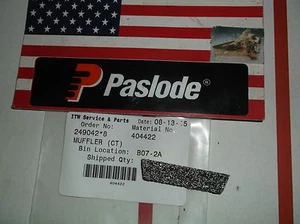 Paslode®
ITW Service & Parts Date: 08-13-15
Order No: Material No.
249042*8 404422
MUFFLER (CT)
Bin Location: B07-2A
Shipped Qty:
404422